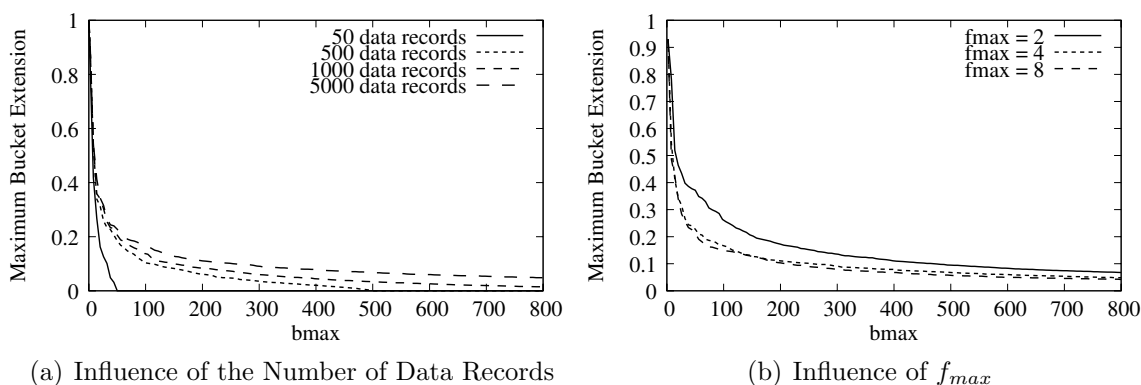 1
0.8
0.6
0.4
0.2
0
0 100 200 300 400 500 600 700 800
Maximum Bucket Extension
bmax
50 data records
500 data records
1000 data records
5000 data records
(a) Influence of the Number of Data Records
1
0.9
0.8
0.7
0.6
0.5
0.4
0.3
0.2
0.1
0
0 100 200 300 400 500 600 700 800
Maximum Bucket Extension
bmax
fmax = 2
fmax = 4
fmax = 8
(b) Influence of fmax